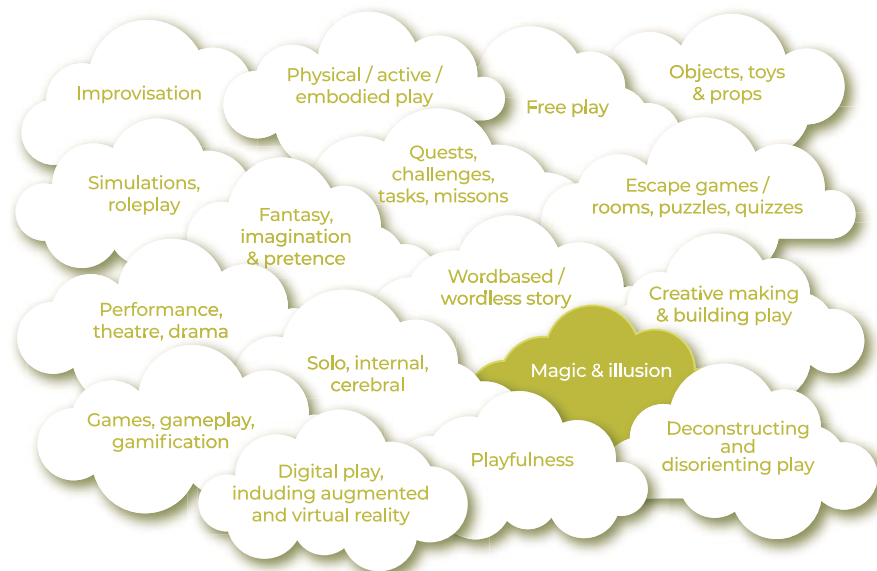 Improvisation
Physical / active /
embodied play
Free play
Objects, toys
& props
Simulations,
roleplay
Quests,
challenges,
tasks, missons
Escape games /
rooms, puzzles, quizzes
Fantasy,
imagination
& pretence
Performance,
theatre, drama
Wordbased /
wordless story
Creative making
& building play
Solo, internal,
cerebral
Magic & illusion
Games, gameplay,
gamification
Digital play,
including augmented
and virtual reality
Playfulness
Deconstructing
and
disorienting play